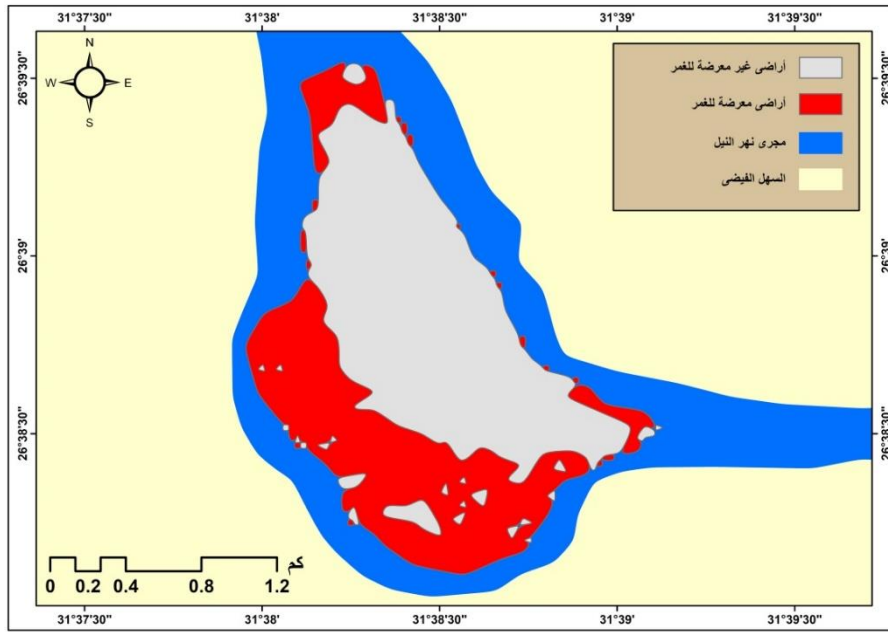 31°37'30" 31°38' 31°38'30" 31°39' 31°39'30"
26°39'30" 26°39'30"
N
W E
S
أراضى غير معرضة للغمر
أراضى معرضة للغمر
مجرى نهر النيل
السهل الفيضى
26°39' 26°39'
26°38'30" 26°38'30"
كم
0 0.2 0.4 0.8 1.2
31°37'30" 31°38' 31°38'30" 31°39' 31°39'30"